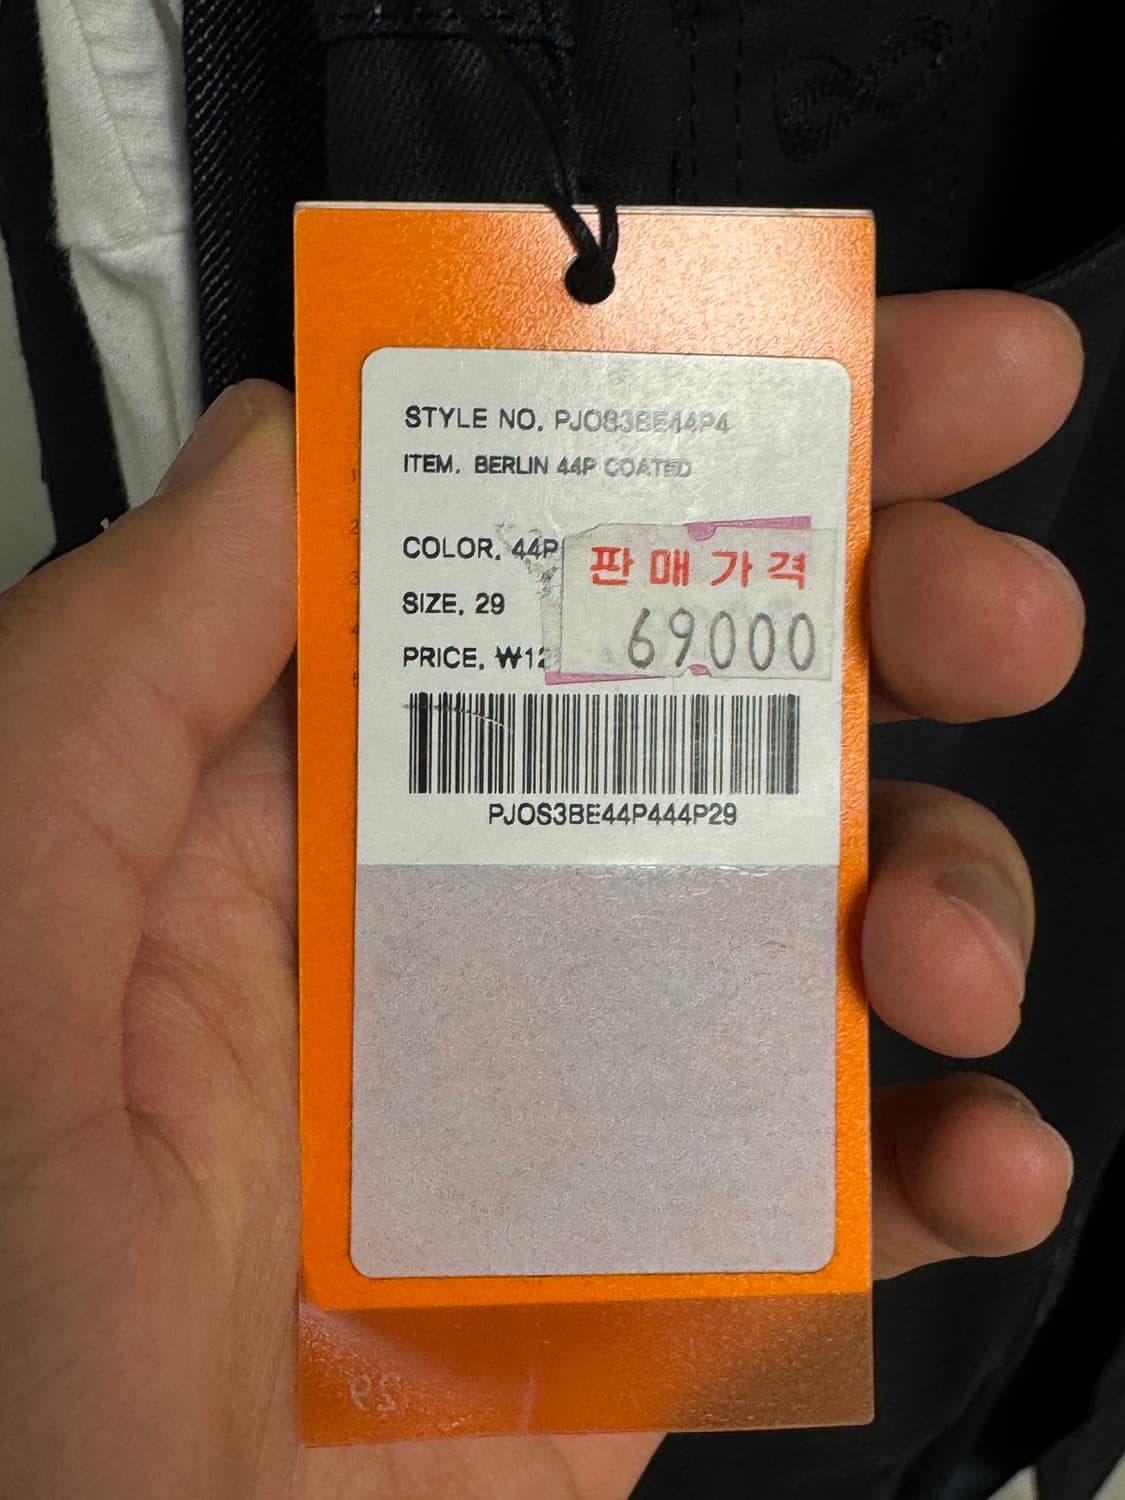 STYLE NO. PJOS3BE44P4
ITEM. BERLIN 44P COATED
COLOR. 44P
판매가격
SIZE. 29
69000
PRICE. ₩12
PJOS3BE44P444P29
29